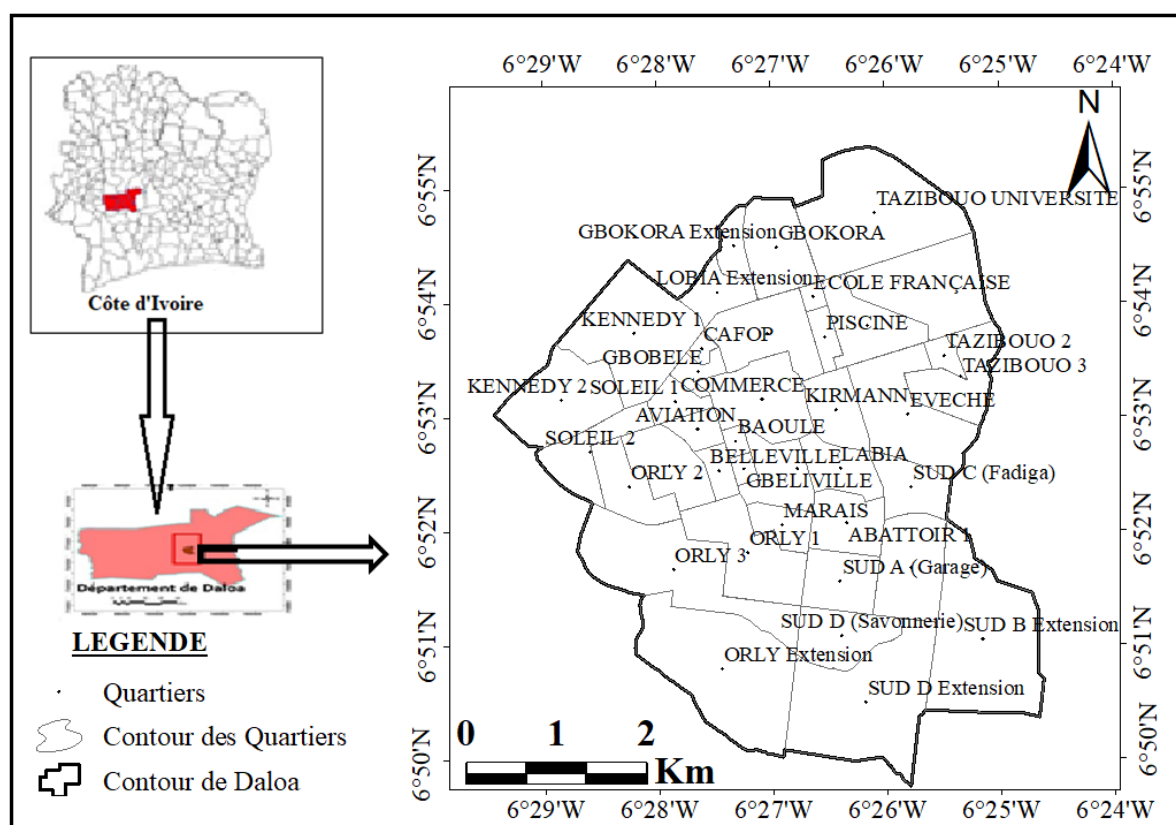 6°29'W 6°28'W 6°27'W 6°26'W 6°25'W 6°24'W
N
6°55'N
6°54'N
6°53'N
6°52'N
6°51'N
6°50'N
6°55'N
6°54'N
6°53'N
6°52'N
6°51'N
6°50'N
Côte d'Ivoire
Département de Daloa
LEGENDE
Quartiers
Contour des Quartiers
Contour de Daloa
TAZIBOUO UNIVERSITE
GBOKORA Extension
GBOKORA
LOBIA Extension
ECOLE FRANÇAISE
KENNEDY 1
CAFOP
PISCINE
GBOBELE
TAZIBOUO 2
TAZIBOUO 3
KENNEDY 2
SOLEIL 1
COMMERCE
KIRMANN
EVECHE
AVIATION
BAOULE
SOLEIL 2
BELLEVILLE
LABIA
ORLY 2
GBELIVILLE
SUD C (Fadiga)
MARAIS
ORLY 1
ABATTOIR 1
ORLY 3
SUD A (Garage)
SUD D (Savonnerie)
SUD B Extension
ORLY Extension
SUD D Extension
0 1 2
Km
6°29'W 6°28'W 6°27'W 6°26'W 6°25'W 6°24'W